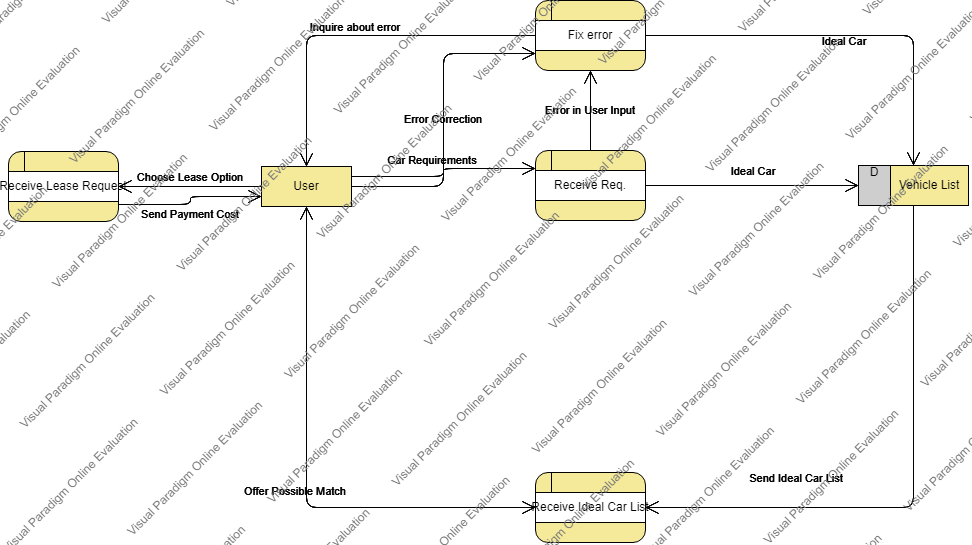 Inquire about error
Fix error
Ideal Car
Error Correction
Error in User Input
Car Requirements
Receive Lease Reques
Choose Lease Option
User
Receive Req.
Ideal Car
D
Vehicle List
Send Payment Cost
Offer Possible Match
Receive Ideal Car List
Send Ideal Car List
Visual Paradigm Online Evaluation